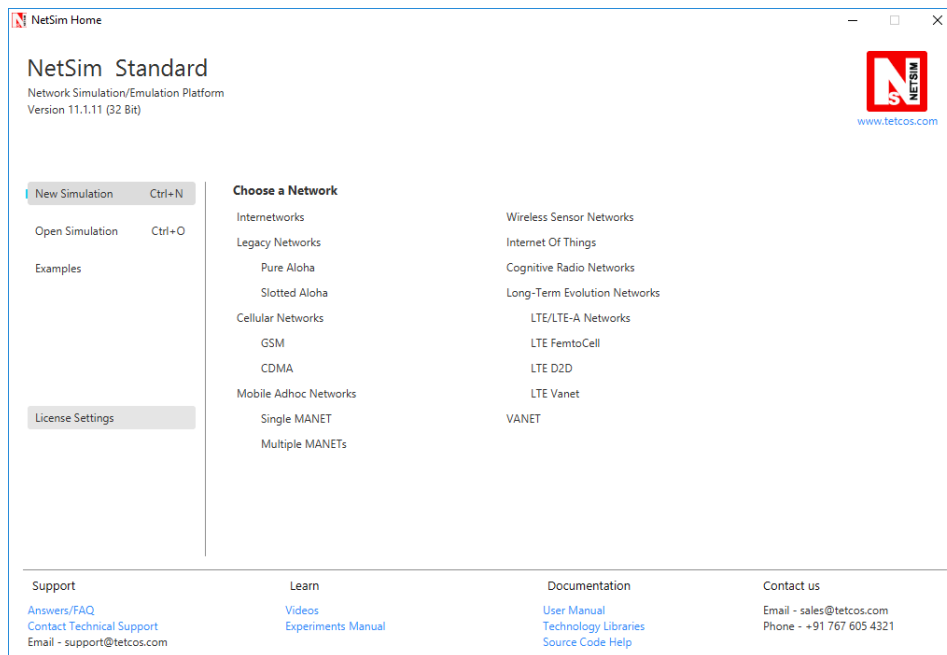 NetSim Home
NetSim Standard
Network Simulation/Emulation Platform
Version 11.1.11 (32 Bit)
NETSIM
Ns
www.tetcos.com
New Simulation Ctrl+N
Open Simulation Ctrl+O
Examples
License Settings
Choose a Network
Internetworks
Legacy Networks
Pure Aloha
Slotted Aloha
Cellular Networks
GSM
CDMA
Mobile Adhoc Networks
Single MANET
Multiple MANETs
Wireless Sensor Networks
Internet Of Things
Cognitive Radio Networks
Long-Term Evolution Networks
LTE/LTE-A Networks
LTE FemtoCell
LTE D2D
LTE Vanet
VANET
Support
Answers/FAQ
Contact Technical Support
Email - support@tetcos.com
Learn
Videos
Experiments Manual
Documentation
User Manual
Technology Libraries
Source Code Help
Contact us
Email - sales@tetcos.com
Phone - +91 767 605 4321